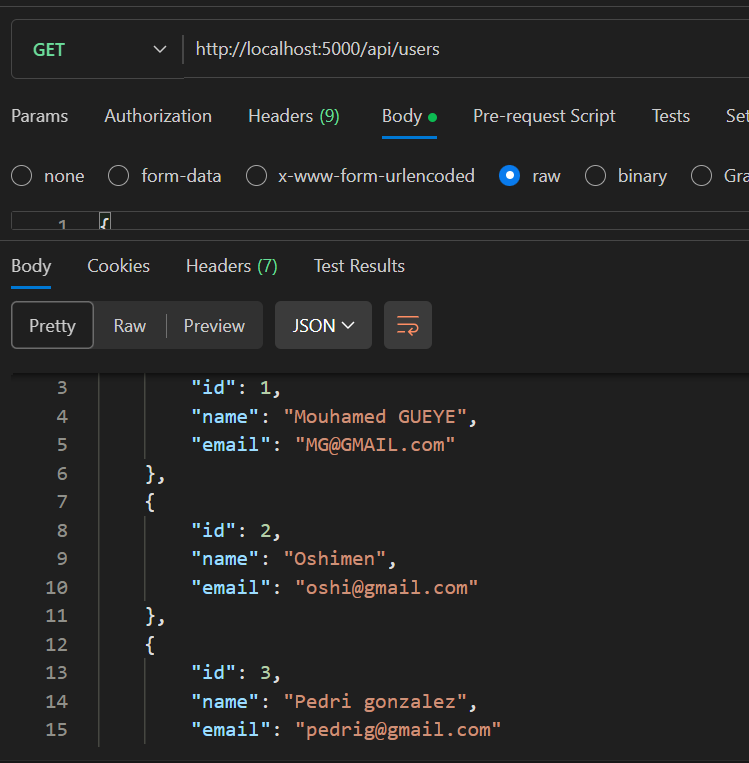 GET http://localhost:5000/api/users
Params Authorization Headers (9) Body Pre-request Script Tests Set
none form-data x-www-form-urlencoded raw binary Gra
1 {
Body Cookies Headers (7) Test Results
Pretty Raw Preview JSON
3 "id": 1,
4 "name": "Mouhamed GUEYE",
5 "email": "MG@GMAIL.com"
6 },
7 {
8 "id": 2,
9 "name": "Oshimen",
10 "email": "oshi@gmail.com"
11 },
12 {
13 "id": 3,
14 "name": "Pedri gonzalez",
15 "email": "pedrig@gmail.com"